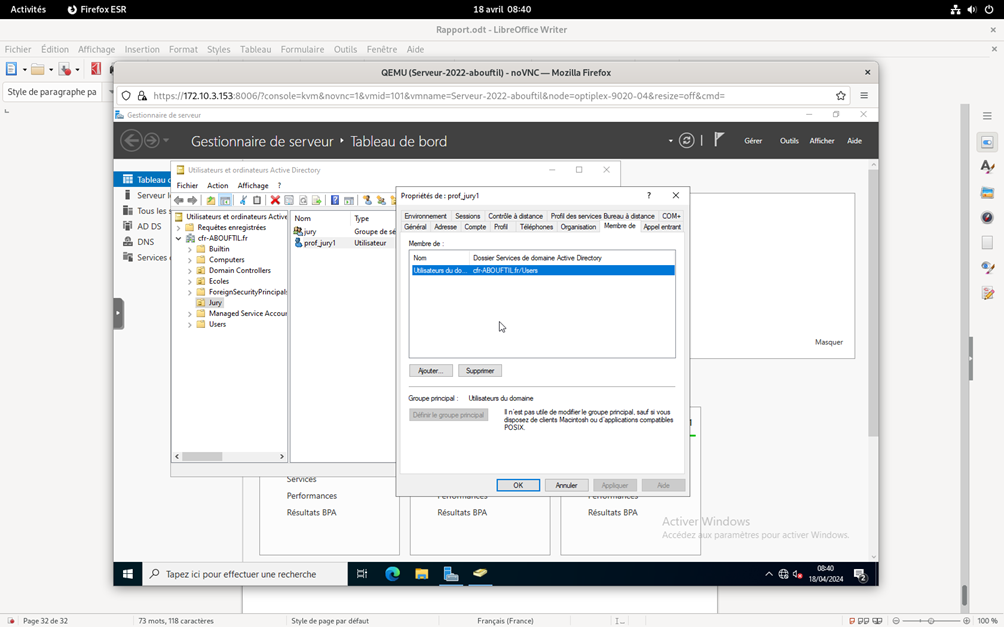 Activités Firefox ESR 18 avril 08:40
Rapport.odt - LibreOffice Writer
Fichier Édition Affichage Insertion Format Styles Tableau Formulaire Outils Fenêtre Aide
QEMU (Serveur-2022-abouftil) - noVNC — Mozilla Firefox
Style de paragraphe pa
https://172.10.3.153:8006/?console=kvm&novnc=1&vmid=101&vmname=Serveur-2022-abouftil&node=optiplex-9020-04&resize=off&cmd=
Gestionnaire de serveur
Gestionnaire de serveur Tableau de bord
Gérer Outils Afficher Aide
Utilisateurs et ordinateurs Active Directory
Fichier Action Affichage ?
Tableau
Serveur
Tous les
AD DS
DNS
Services
Utilisateurs et ordinateurs Active
Requêtes enregistrées
cfr-ABOUFTIL.fr
Builtin
Computers
Domain Controllers
Ecoles
ForeignSecurityPrincipals
Jury
Managed Service Accour
Users
Nom Type
jury Groupe de sé
prof_jury1 Utilisateur
Propriétés de : prof_jury1 ?
Environnement Sessions Contrôle à distance Profil des services Bureau à distance COM+
Général Adresse Compte Profil Téléphones Organisation Membre de Appel entrant
Membre de :
Nom Dossier Services de domaine Active Directory
Utilisateurs du do... cfr-ABOUFTIL.fr/Users
Ajouter... Supprimer
Groupe principal : Utilisateurs du domaine
Définir le groupe principal
Il n'est pas utile de modifier le groupe principal, sauf si vous
disposez de clients Macintosh ou d'applications compatibles
POSIX.
OK Annuler Appliquer Aide
Masquer
Services
Performances Performances Performances
Résultats BPA Résultats BPA Résultats BPA
Activer Windows
Accédez aux paramètres pour activer Windows.
Tapez ici pour effectuer une recherche
08:40
18/04/2024
2
Page 32 de 32 73 mots, 118 caractères Style de page par défaut Français (France) 100 %